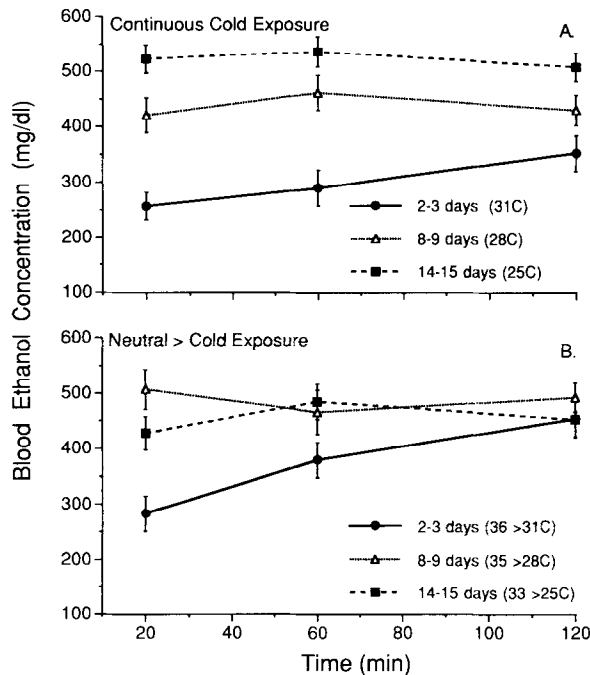 Blood Ethanol Concentration (mg/dl)
Continuous Cold Exposure
A.
600
500
400
300
200
100
2-3 days (31C)
8-9 days (28C)
14-15 days (25C)
Neutral > Cold Exposure
B.
600
500
400
300
200
100
2-3 days (36 >31C)
8-9 days (35 >28C)
14-15 days (33 >25C)
20 40 60 80 100 120
Time (min)